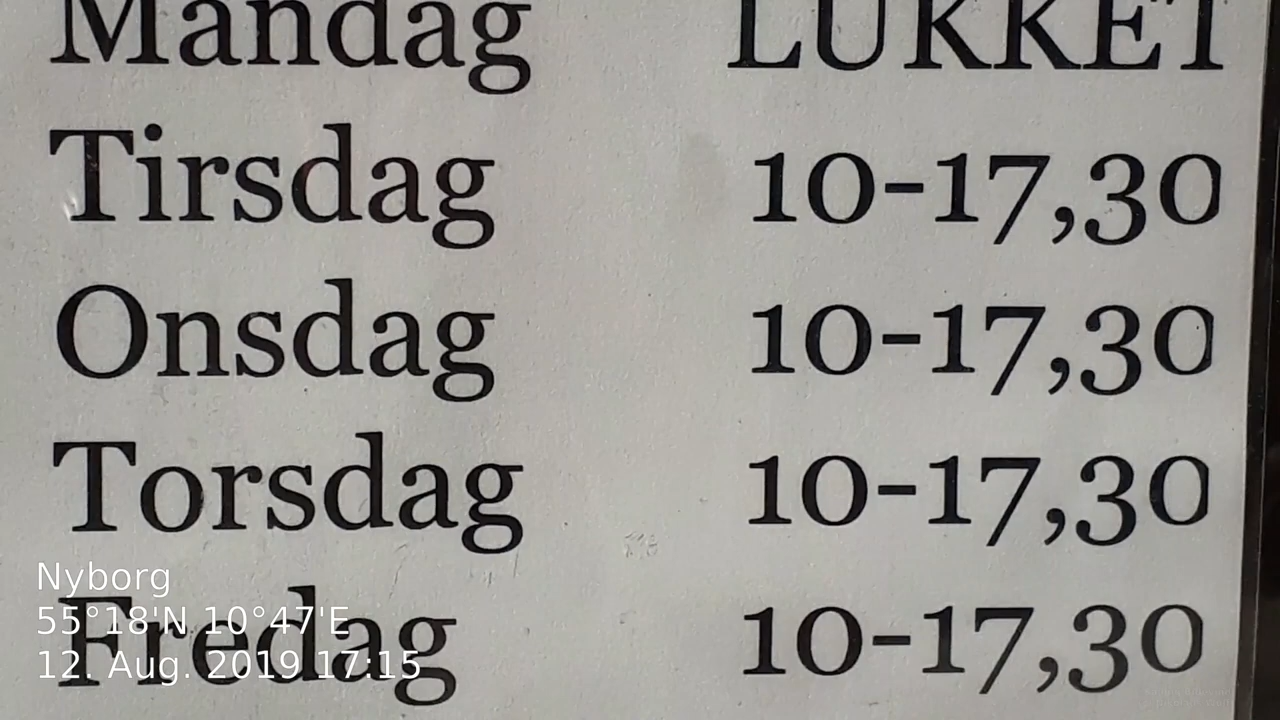 Mandag LUKKET
Tirsdag 10-17,30
Onsdag 10-17,30
Torsdag 10-17,30
Fredag 10-17,30
Nyborg
55°18'N 10°47'E
12. Aug. 2019 17:15